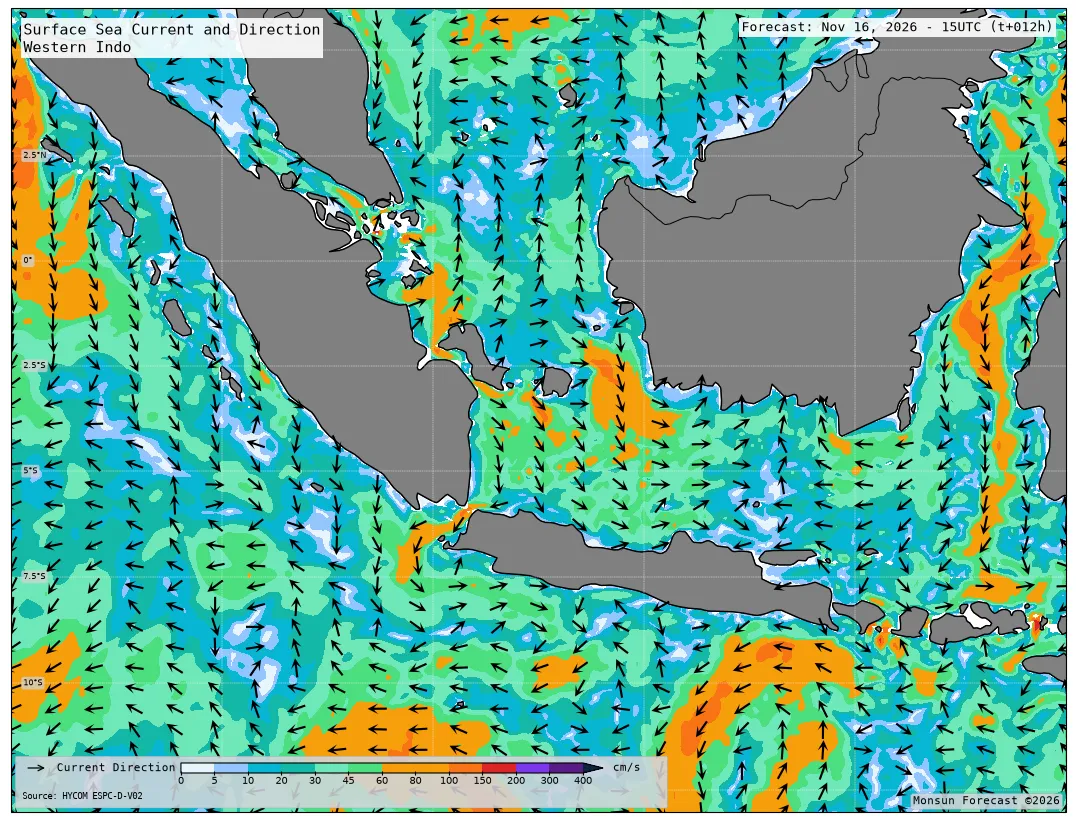 Surface Sea Current and Direction
Western Indo
Forecast: Nov 16, 2026 - 15UTC (t+012h)
2.5°N
0°
2.5°S
5°S
7.5°S
10°S
Current Direction
0 5 10 20 30 45 60 80 100 150 200 300 400
cm/s
Source: HYCOM ESPC-D-V02
Monsun Forecast ©2026